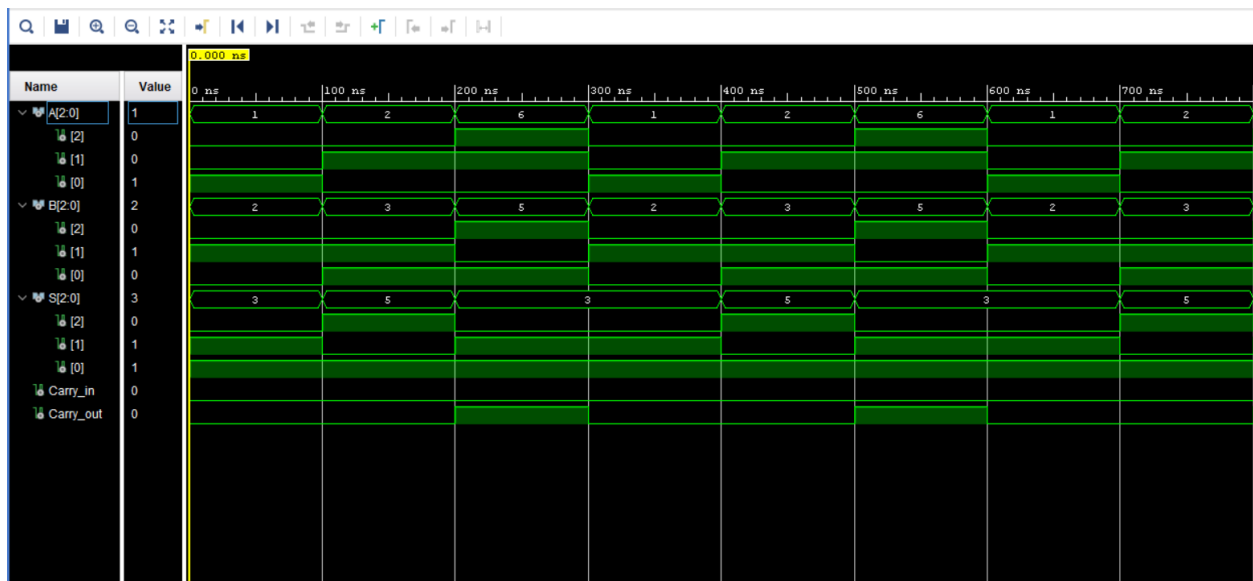 0.000 ns
Name Value 0 ns 100 ns 200 ns 300 ns 400 ns 500 ns 600 ns 700 ns
A[2:0] 1 1 2 6 1 2 6 1 2
[2] 0
[1] 0
[0] 1
B[2:0] 2 2 3 5 2 3 5 2 3
[2] 0
[1] 1
[0] 0
S[2:0] 3 3 5 3 5 3 5
[2] 0
[1] 1
[0] 1
Carry_in 0
Carry_out 0